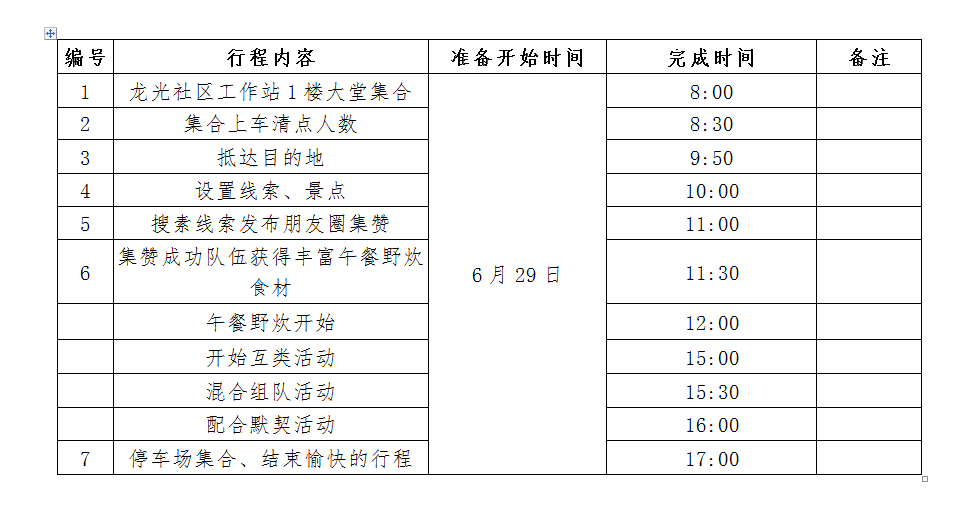 编号 行程内容 准备开始时间 完成时间 备注
1 龙光社区工作站1楼大堂集合 8:00
2 集合上车清点人数 8:30
3 抵达目的地 9:50
4 设置线索、景点 10:00
5 搜素线索发布朋友圈集赞 11:00
集赞成功队伍获得丰富午餐野炊
6 6月29日 11:30
食材
午餐野炊开始 12:00
开始互类活动 15:00
混合组队活动 15:30
配合默契活动 16:00
7 停车场集合、结束愉快的行程 17:00